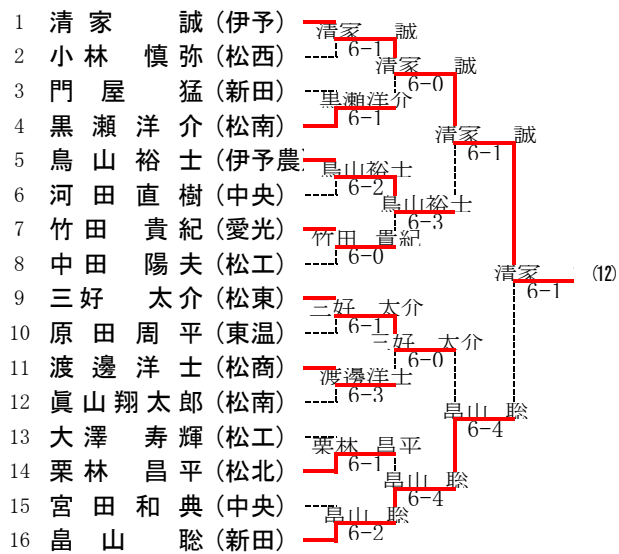 1 清家 誠(伊予)
2 小林 慎弥(松西)
3 門屋 猛(新田)
4 黒瀬洋介(松南)
5 鳥山裕士(伊予農)
6 河田直樹(中央)
7 竹田 貴紀(愛光)
8 中田 陽夫(松工)
9 三好 太介(松東)
10 原田周平(東温)
11 渡邊洋士(松商)
12 眞山翔太郎(松南)
13 大澤 寿輝(松工)
14 栗林 昌平(松北)
15 宮田和典(中央)
16 畠山 聡(新田)
清家 誠
6-1
黒瀬洋介
6-1
鳥山裕士
6-2
竹田 貴紀
6-0
三好 太介
6-1
渡邊洋士
6-3
栗林 昌平
6-1
畠山 聡
6-2
清家 誠
6-0
鳥山裕士
6-3
三好 太介
6-0
畠山 聡
6-4
清家 誠
6-1
畠山 聡
6-4
清家
6-1
(12)